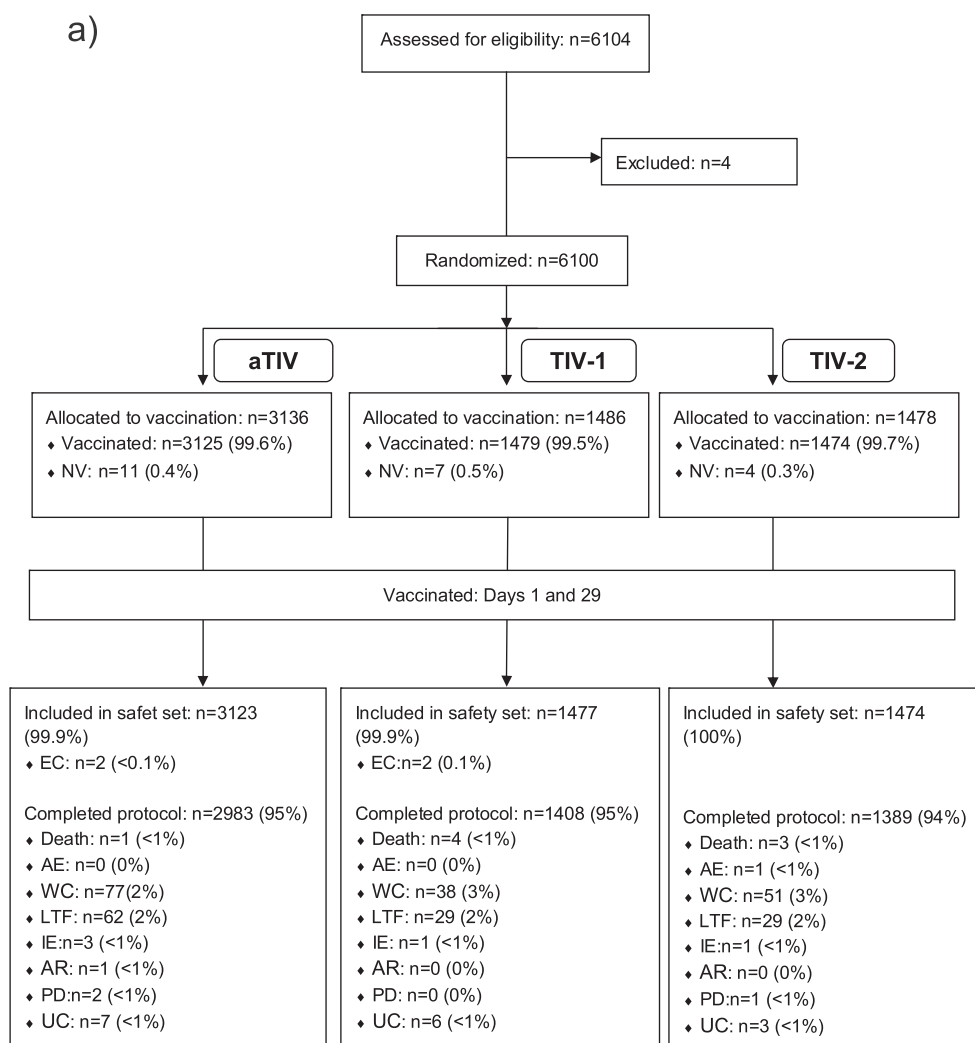 a)
Assessed for eligibility: n=6104
Excluded: n=4
Randomized: n=6100
aTIV
TIV-1
TIV-2
Allocated to vaccination: n=3136
♦ Vaccinated: n=3125 (99.6%)
♦ NV: n=11 (0.4%)
Allocated to vaccination: n=1486
♦ Vaccinated: n=1479 (99.5%)
♦ NV: n=7 (0.5%)
Allocated to vaccination: n=1478
♦ Vaccinated: n=1474 (99.7%)
♦ NV: n=4 (0.3%)
Vaccinated: Days 1 and 29
Included in safet set: n=3123
(99.9%)
♦ EC: n=2 (<0.1%)
Completed protocol: n=2983 (95%)
♦ Death: n=1 (<1%)
♦ AE: n=0 (0%)
♦ WC: n=77(2%)
♦ LTF: n=62 (2%)
♦ IE:n=3 (<1%)
♦ AR: n=1 (<1%)
♦ PD:n=2 (<1%)
♦ UC: n=7 (<1%)
Included in safety set: n=1477
(99.9%)
♦ EC:n=2 (0.1%)
Completed protocol: n=1408 (95%)
♦ Death: n=4 (<1%)
♦ AE: n=0 (0%)
♦ WC: n=38 (3%)
♦ LTF: n=29 (2%)
♦ IE: n=1 (<1%)
♦ AR: n=0 (0%)
♦ PD: n=0 (0%)
♦ UC: n=6 (<1%)
Included in safety set: n=1474
(100%)
Completed protocol: n=1389 (94%)
♦ Death: n=3 (<1%)
♦ AE: n=1 (<1%)
♦ WC: n=51 (3%)
♦ LTF: n=29 (2%)
♦ IE:n=1 (<1%)
♦ AR: n=0 (0%)
♦ PD:n=1 (<1%)
♦ UC: n=3 (<1%)